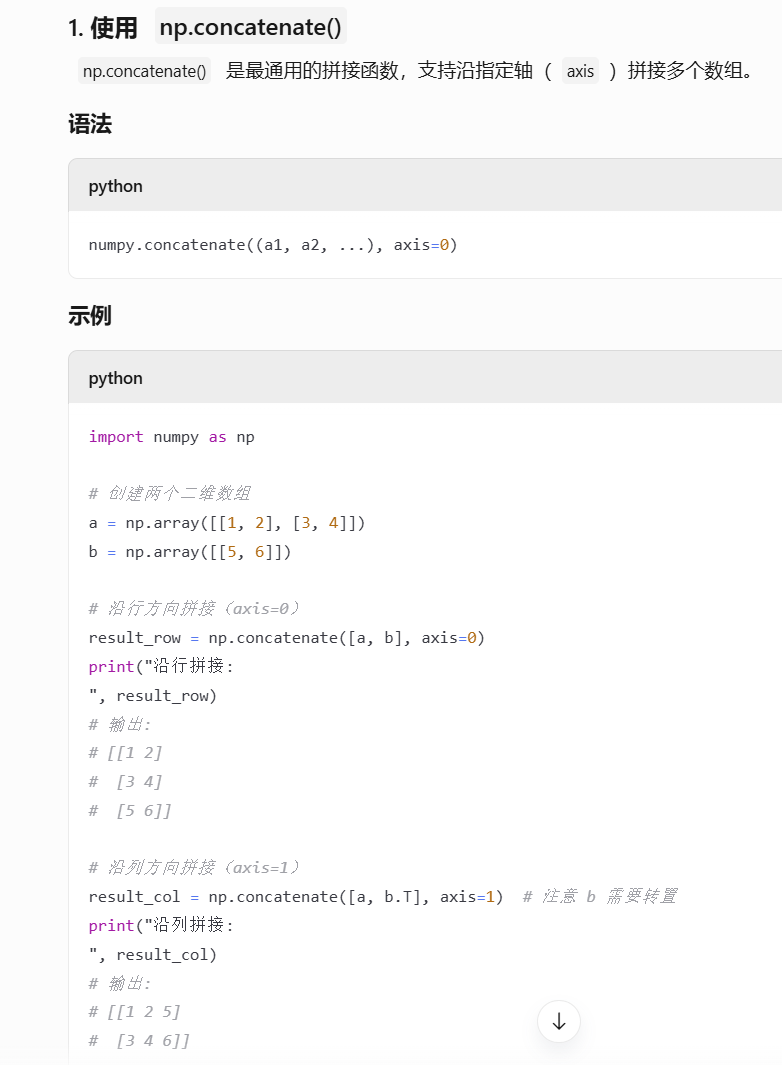 1. 使用 np.concatenate()
np.concatenate() 是最通用的拼接函数，支持沿指定轴（ axis ）拼接多个数组。
语法
python
numpy.concatenate((a1, a2, ...), axis=0)
示例
python
import numpy as np
# 创建两个二维数组
a = np.array([[1, 2], [3, 4]])
b = np.array([[5, 6]])
# 沿行方向拼接（axis=0）
result_row = np.concatenate([a, b], axis=0)
print("沿行拼接:
", result_row)
# 输出:
# [[1 2]
#  [3 4]
#  [5 6]]
# 沿列方向拼接（axis=1）
result_col = np.concatenate([a, b.T], axis=1)  # 注意 b 需要转置
print("沿列拼接:
", result_col)
# 输出:
# [[1 2 5]
#  [3 4 6]]